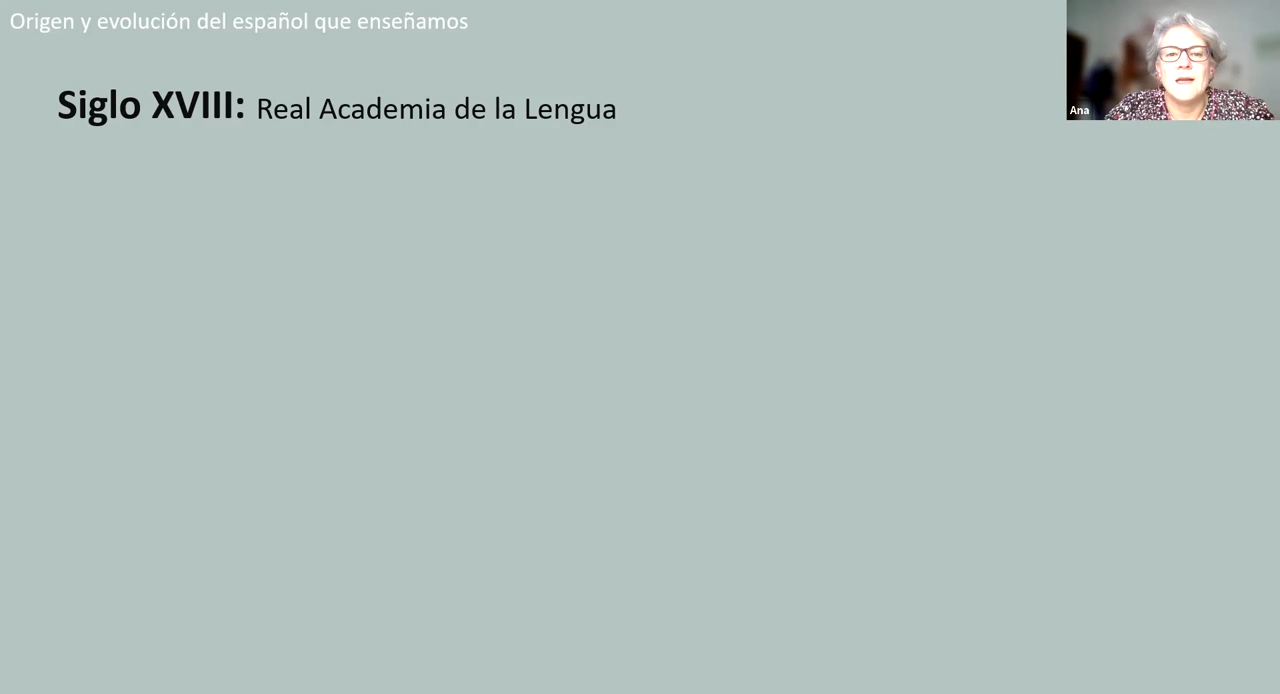 Origen y evolución del español que enseñamos
Siglo XVIII: Real Academia de la Lengua
Ana